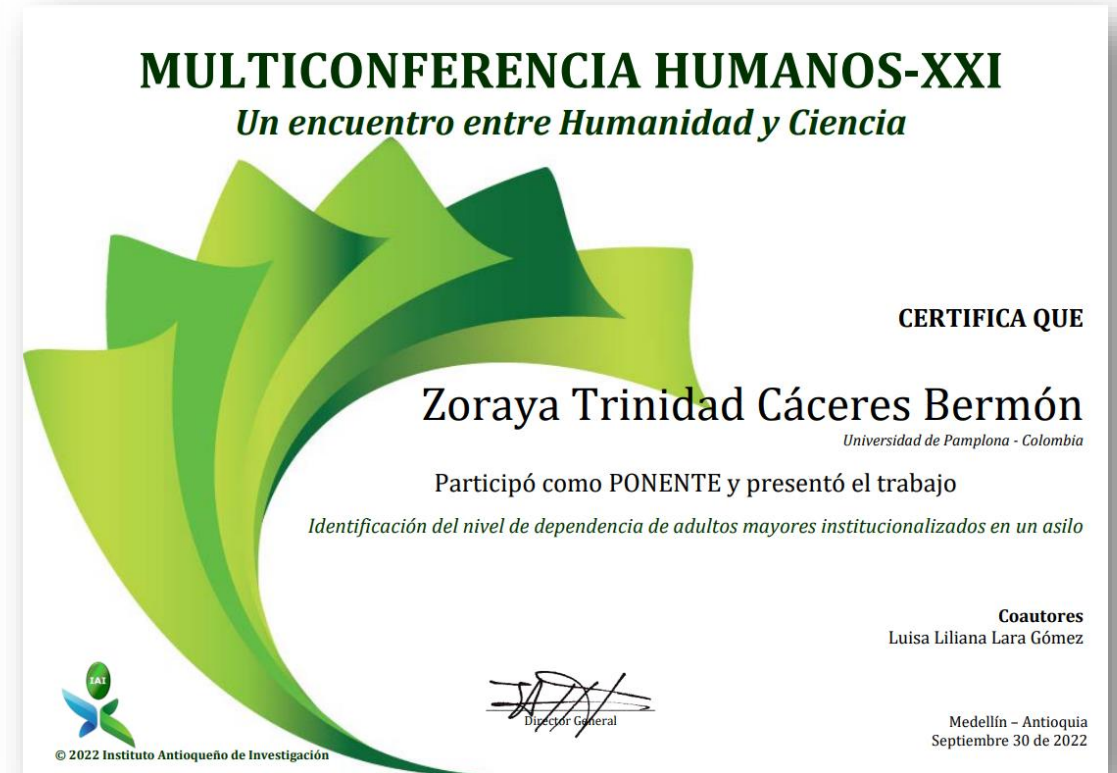 MULTICONFERENCIA HUMANOS-XXI
Un encuentro entre Humanidad y Ciencia
CERTIFICA QUE
Zoraya Trinidad Cáceres Bermón
Universidad de Pamplona - Colombia
Participó como PONENTE y presentó el trabajo
Identificación del nivel de dependencia de adultos mayores institucionalizados en un asilo
Coautores
Luisa Liliana Lara Gómez
IAI
Director General
Medellín – Antioquia
Septiembre 30 de 2022
© 2022 Instituto Antioqueño de Investigación